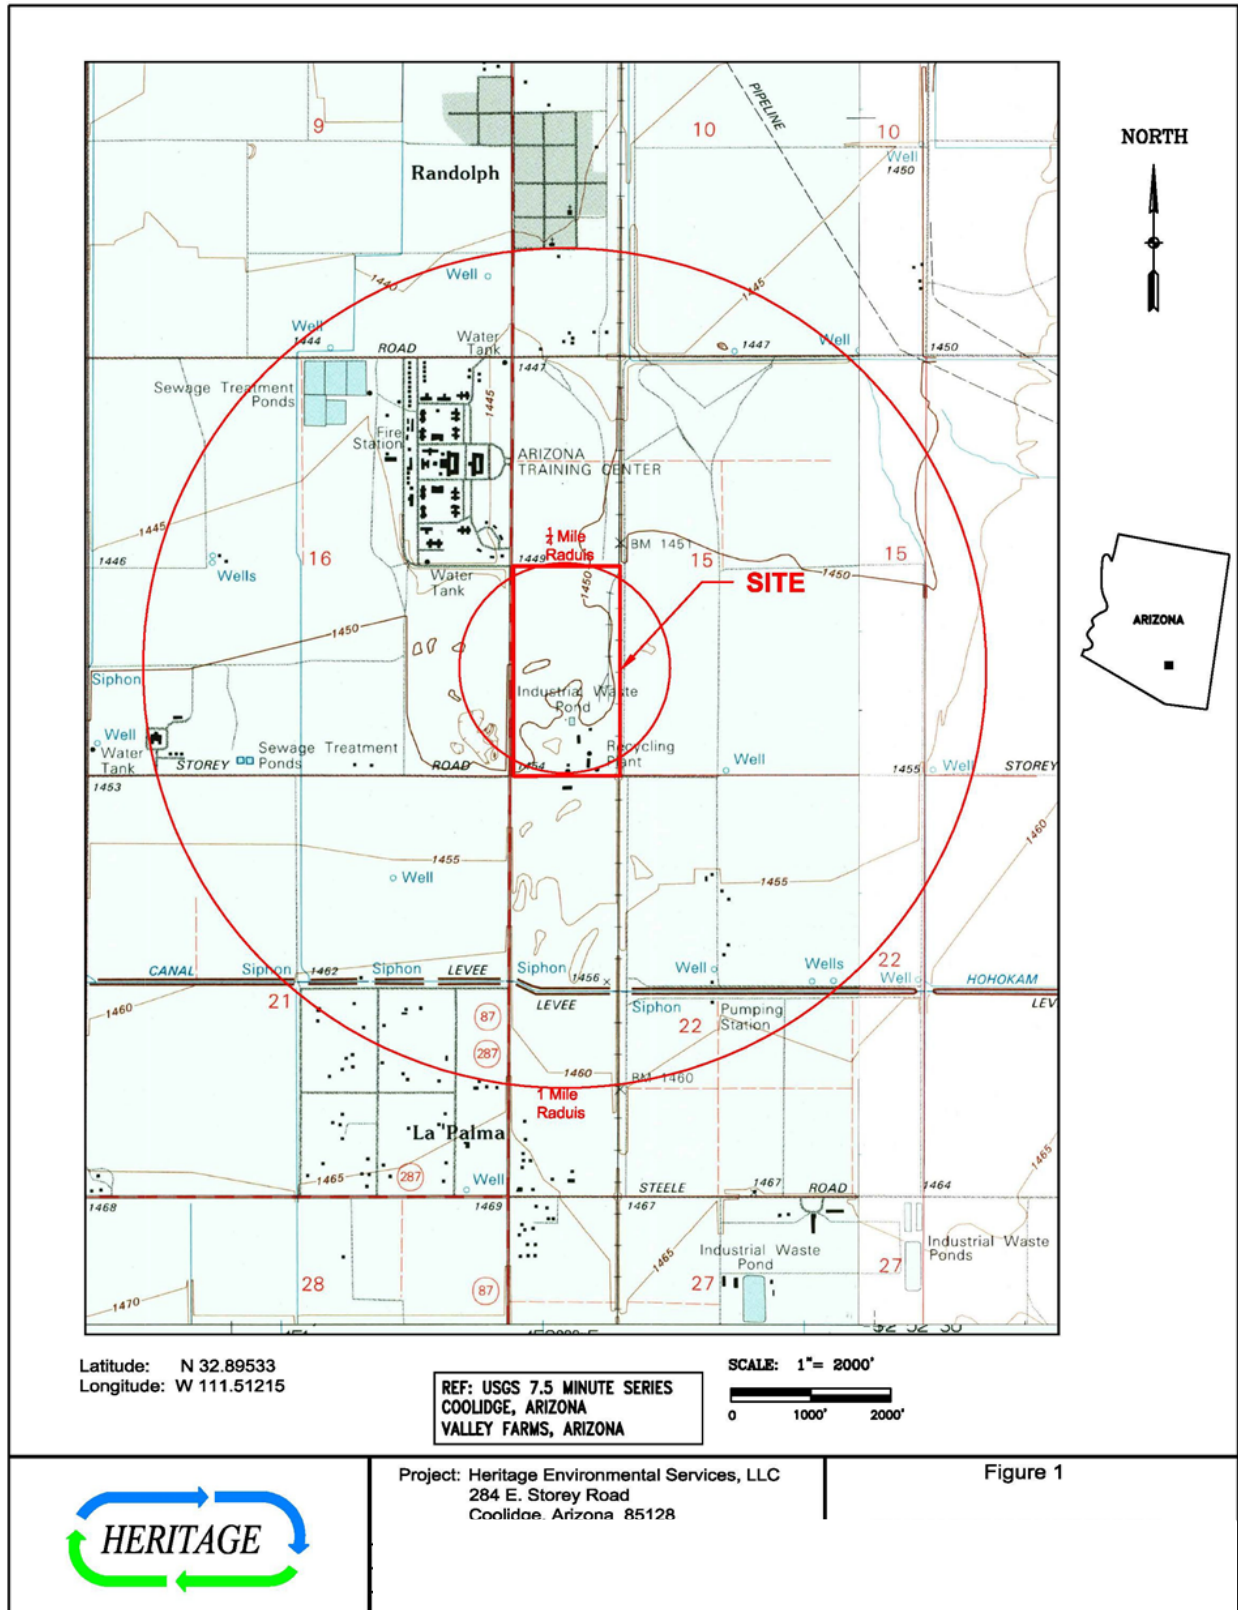 9
10
10
PIPELINE
NORTH
Well
1450
Randolph
Well
1440
1445
Well
1444
ROAD
Water
Tank
1447
1447
Well
1450
Sewage Treatment
Ponds
1445
Fire
Station
ARIZONA
TRAINING CENTER
1445
1446
Wells
16
1/4 Mile
Raduis
1449
BM 1451
15
15
Water
Tank
1450
1450
SITE
ARIZONA
1450
Siphon
Industrial Waste
Pond
Well
Water
Tank
STOREY
Sewage Treatment
Ponds
ROAD
1454
Recycling
Plant
Well
1455
Well
STOREY
1453
1460
1455
Well
1455
CANAL
Siphon
1462
Siphon
LEVEE
Siphon
1456
Well
Wells
22
Well
HOHOKAM
LEV
21
1460
LEVEE
Siphon
22
Pumping
Station
87
287
1460
BM 1460
1 Mile
Raduis
La Palma
1465
287
Well
1465
STEELE
1467
ROAD
1464
1468
1469
1467
Industrial Waste
Pond
Industrial Waste
Ponds
1465
28
87
27
27
1470
Latitude: N 32.89533
Longitude: W 111.51215
REF: USGS 7.5 MINUTE SERIES
COOLIDGE, ARIZONA
VALLEY FARMS, ARIZONA
SCALE: 1"= 2000'
0 1000' 2000'
HERITAGE
Project: Heritage Environmental Services, LLC
284 E. Storey Road
Coolidge, Arizona 85128
Figure 1